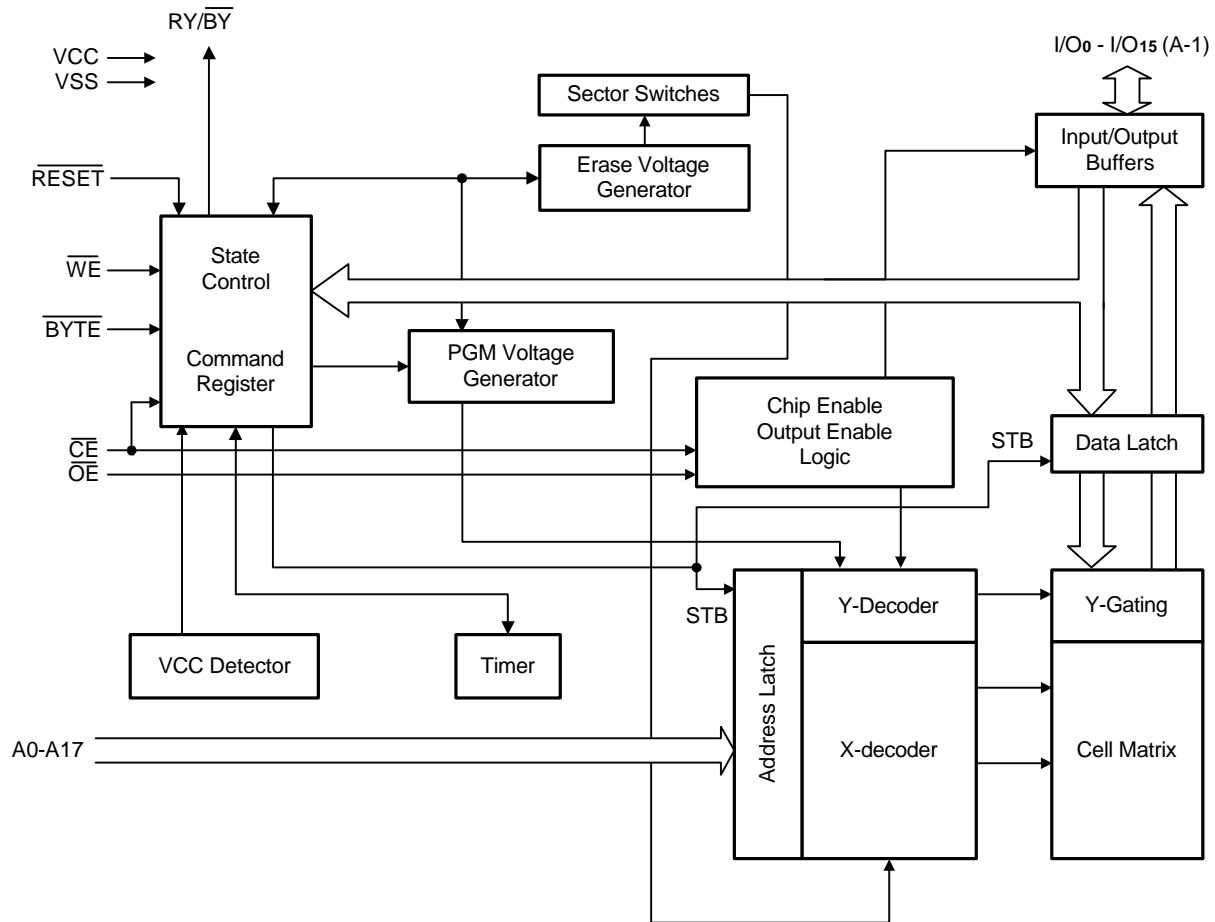 RY/BY
VCC
VSS
I/O0 - I/O15 (A-1)
Sector Switches
Input/Output
Buffers
Erase Voltage
Generator
RESET
State
Control
WE
BYTE
PGM Voltage
Generator
Command
Register
Chip Enable
Output Enable
Logic
CE
OE
STB
Data Latch
STB
Y-Decoder
Y-Gating
VCC Detector
Timer
Address Latch
A0-A17
X-decoder
Cell Matrix